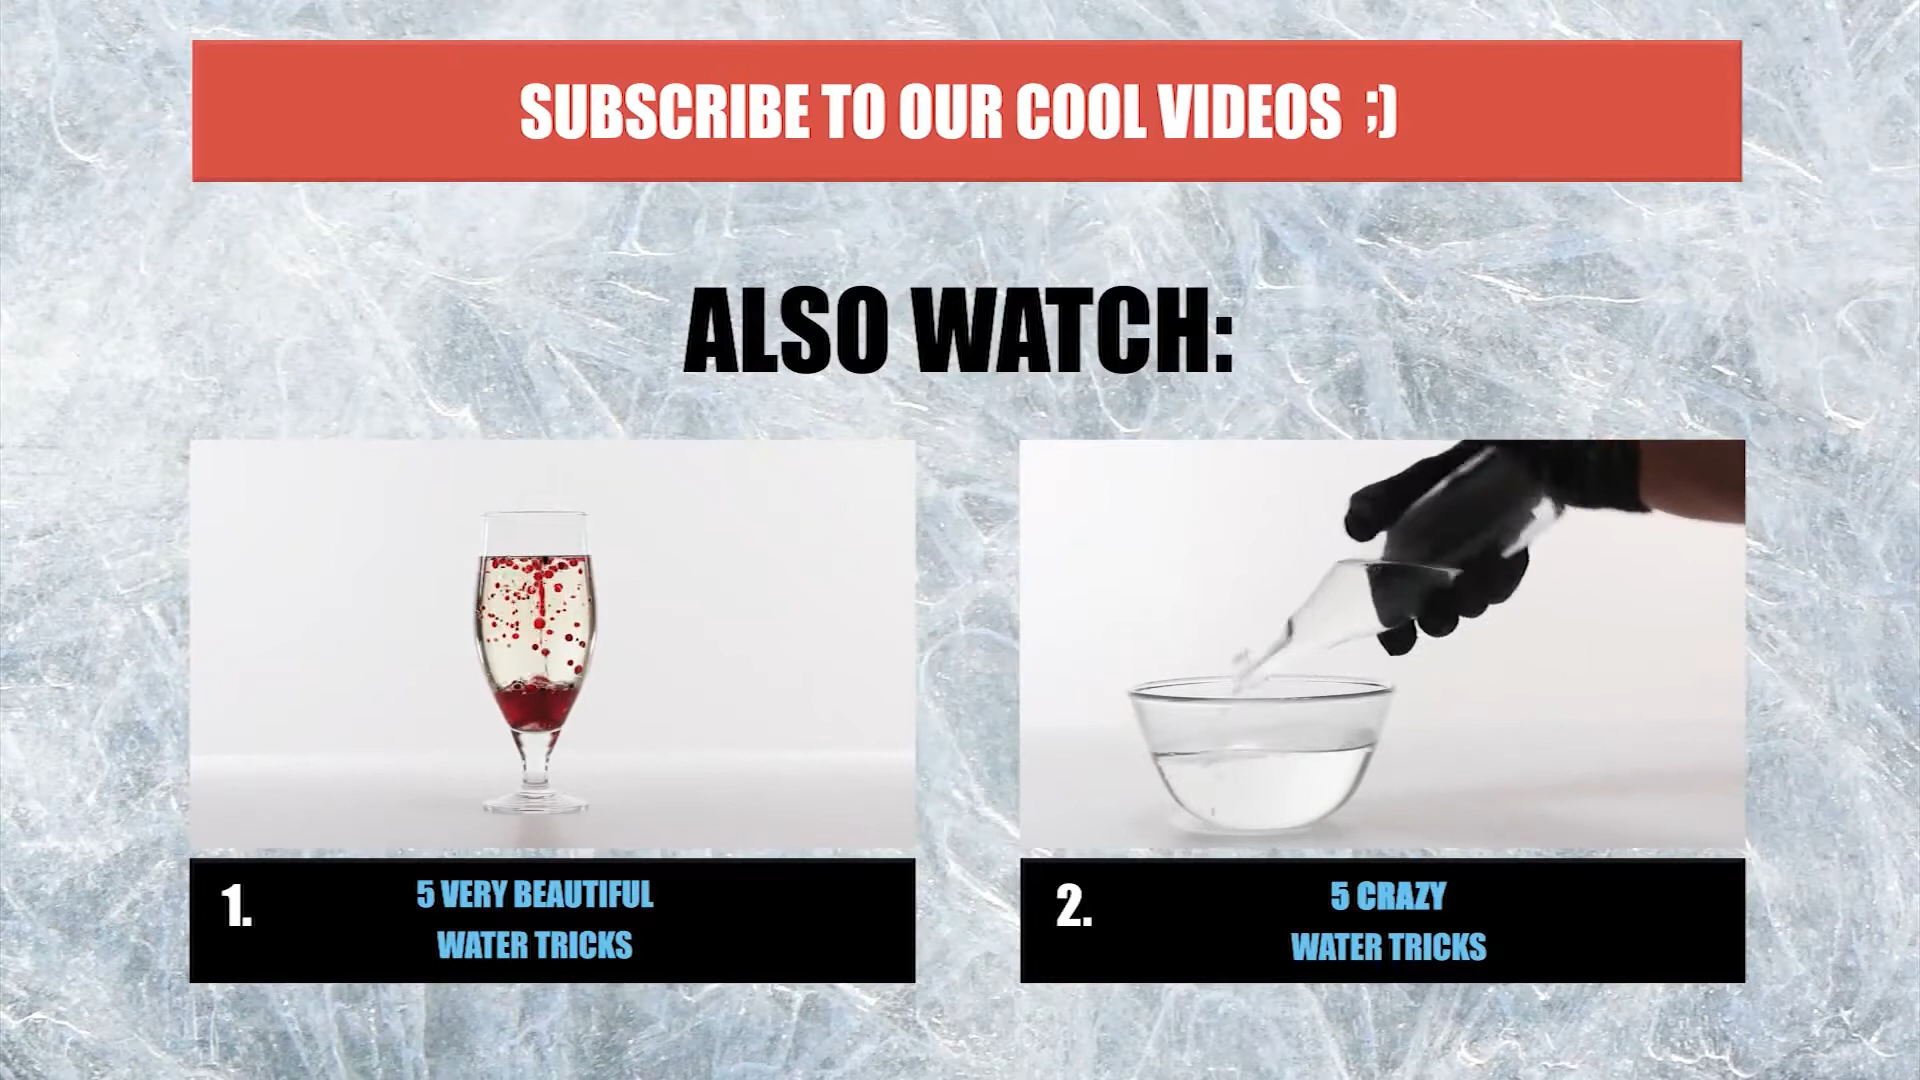 SUBSCRIBE TO OUR COOL VIDEOS ;)
ALSO WATCH:
1.
5 VERY BEAUTIFUL
WATER TRICKS
2.
5 CRAZY
WATER TRICKS